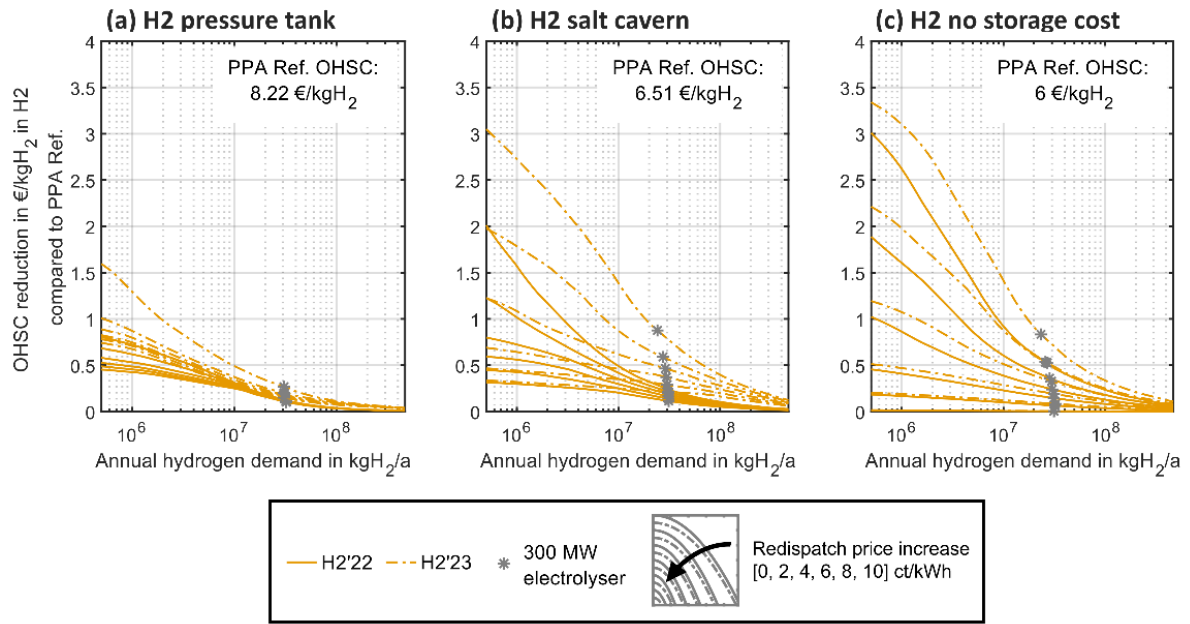 (a) H2 pressure tank
(b) H2 salt cavern
(c) H2 no storage cost
OHSC reduction in €/kgH2 in H2
compared to PPA Ref.
4
3.5
3
2.5
2
1.5
1
0.5
0
PPA Ref. OHSC:
8.22 €/kgH2
10^6
10^7
10^8
Annual hydrogen demand in kgH2/a
4
3.5
3
2.5
2
1.5
1
0.5
0
PPA Ref. OHSC:
6.51 €/kgH2
10^6
10^7
10^8
Annual hydrogen demand in kgH2/a
4
3.5
3
2.5
2
1.5
1
0.5
0
PPA Ref. OHSC:
6 €/kgH2
10^6
10^7
10^8
Annual hydrogen demand in kgH2/a
H2'22
H2'23
300 MW
electrolyser
Redispatch price increase
[0, 2, 4, 6, 8, 10] ct/kWh